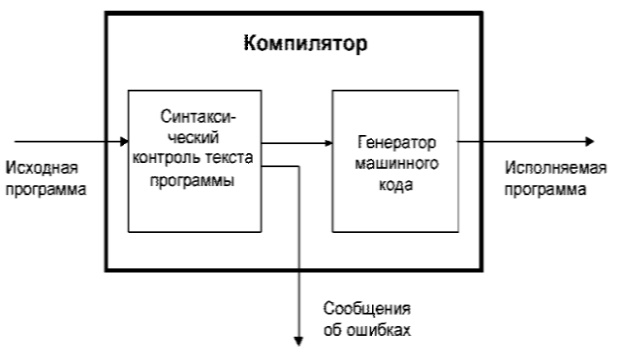 Компилятор
Синтакси-
ческий
контроль текста
программы
Генератор
машинного
кода
Исходная
программа
Исполняемая
программа
Сообщения
об ошибках